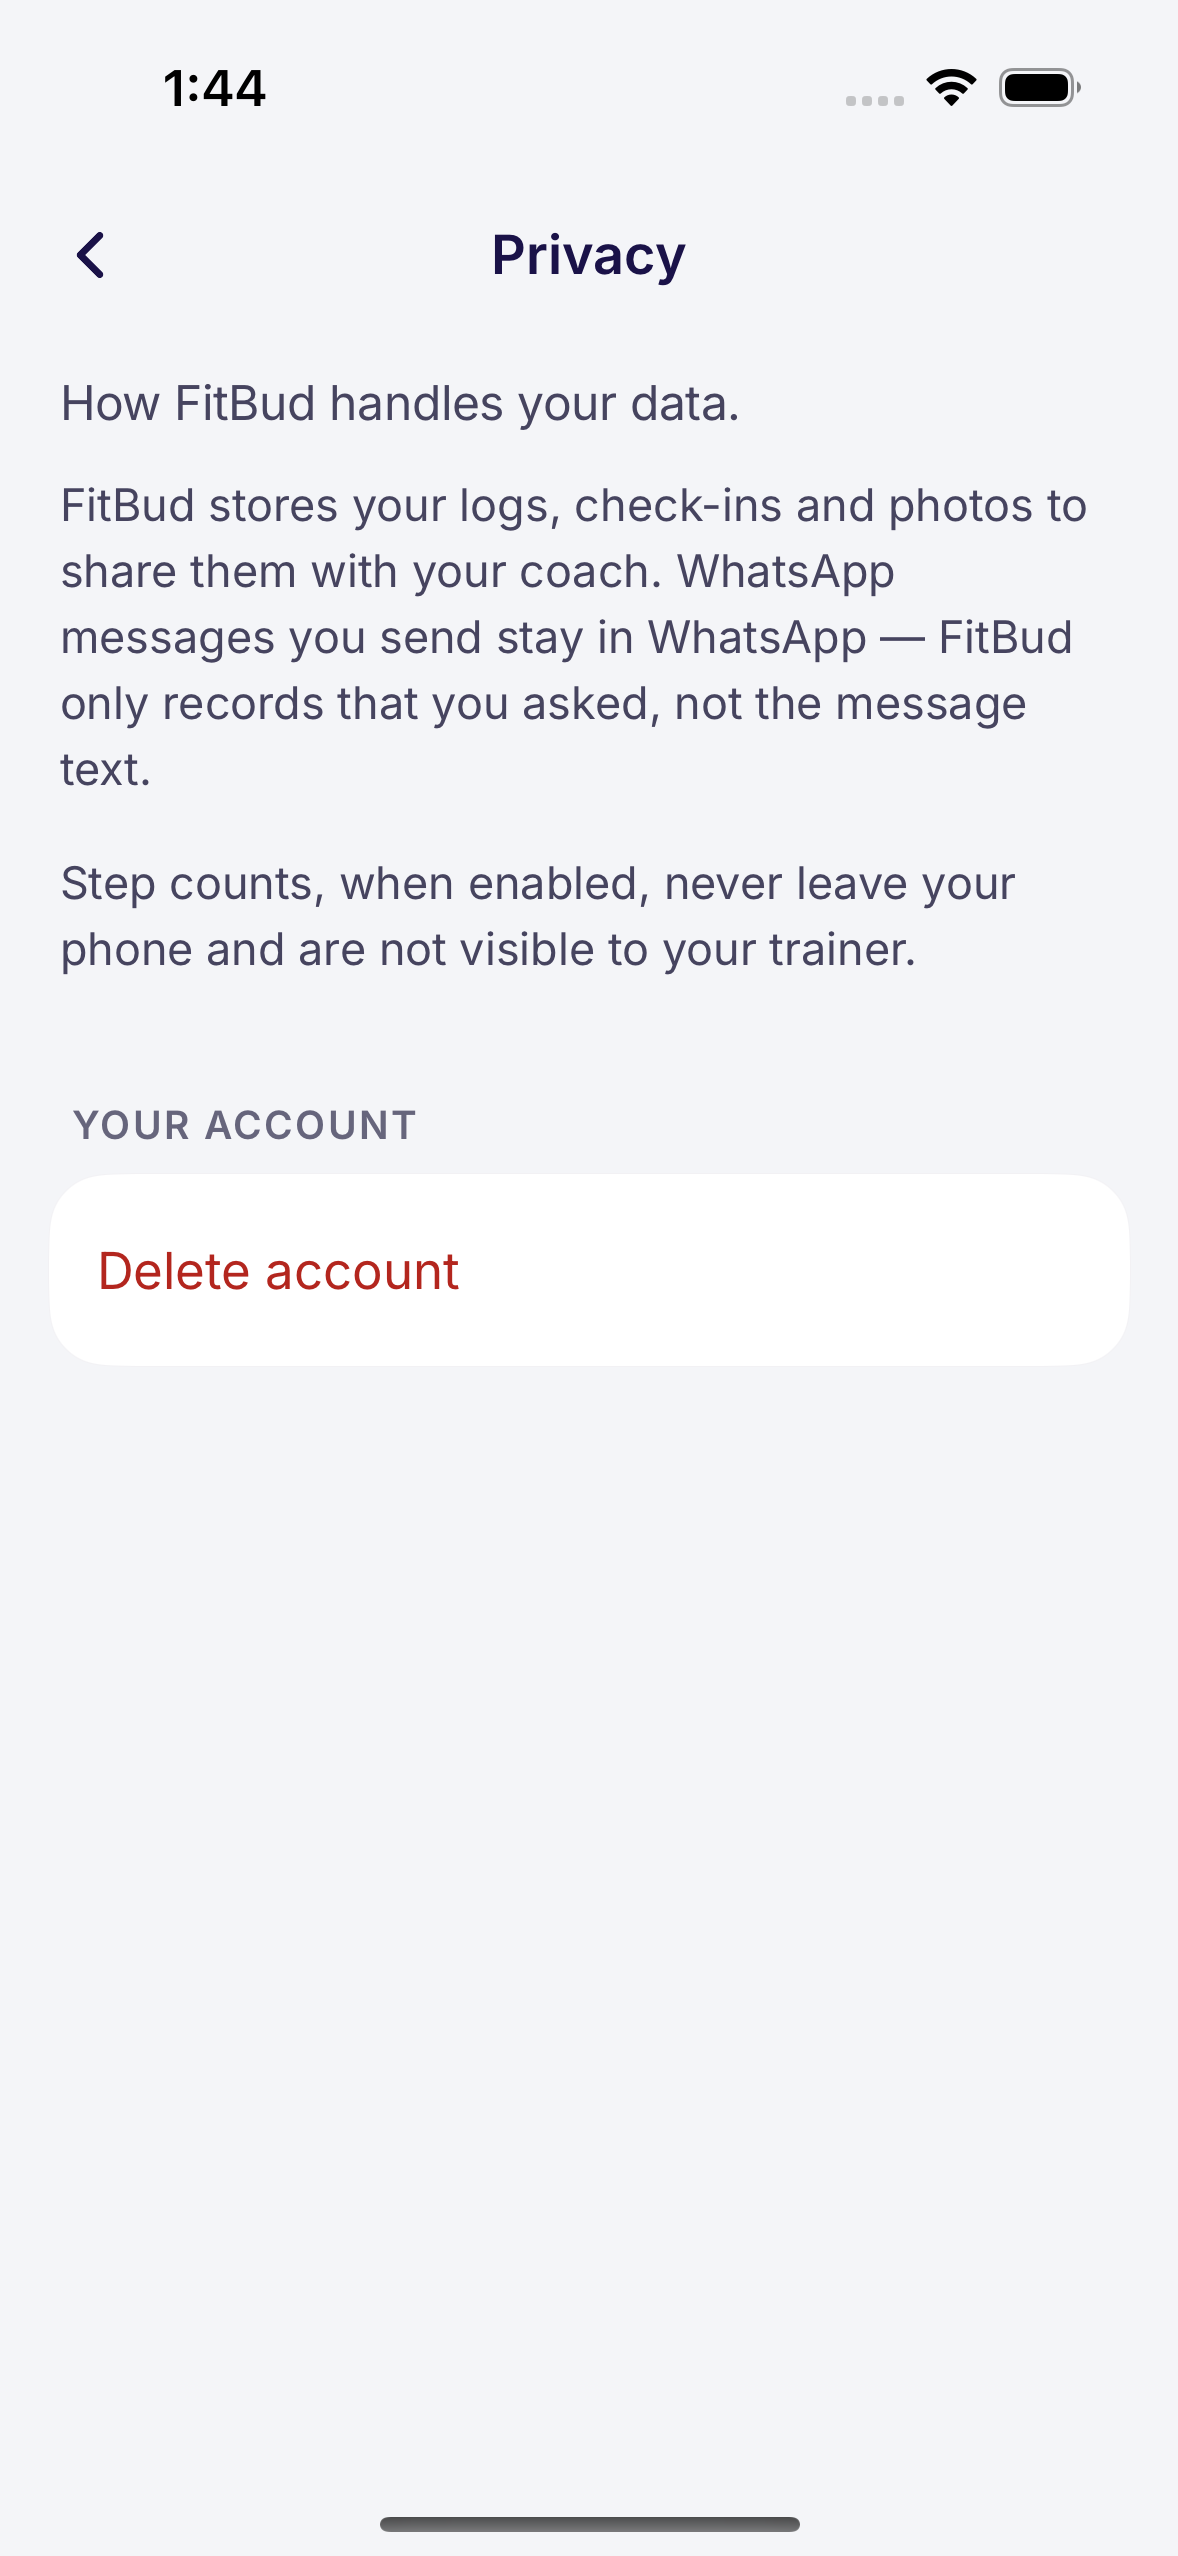 1:44
Privacy
How FitBud handles your data.
FitBud stores your logs, check-ins and photos to
share them with your coach. WhatsApp
messages you send stay in WhatsApp — FitBud
only records that you asked, not the message
text.
Step counts, when enabled, never leave your
phone and are not visible to your trainer.
YOUR ACCOUNT
Delete account